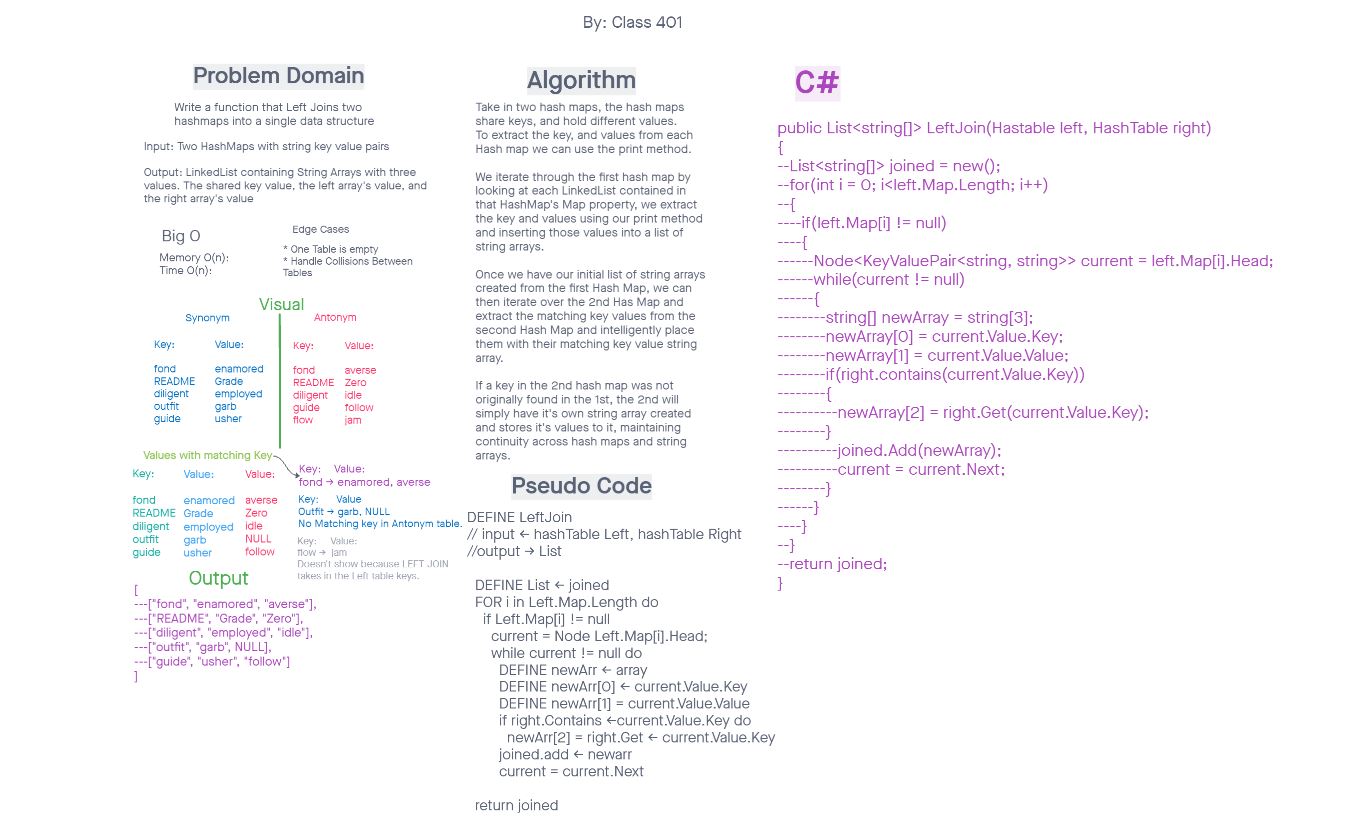 By: Class 401
Problem Domain
Write a function that Left Joins two
hashmaps into a single data structure
Input: Two HashMaps with string key value pairs
Output: LinkedList containing String Arrays with three
values. The shared key value, the left array's value, and
the right array's value
Big O
Memory O(n):
Time O(n):
Edge Cases
* One Table is empty
* Handle Collisions Between
Tables
Visual
Synonym
Key: Value:
fond enamored
README Grade
diligent employed
outfit garb
guide usher
Antonym
Key: Value:
fond averse
README Zero
diligent idle
guide follow
flow jam
Values with matching Key
Key: Value: Value:
fond enamored averse
README Grade Zero
diligent employed idle
outfit garb NULL
guide usher follow
Key: Value:
fond → enamored, averse
Key: Value
Outfit → garb, NULL
No Matching key in Antonym table.
Key: Value:
flow → jam
Doesn't show because LEFT JOIN
takes in the Left table keys.
Output
[
---["fond", "enamored", "averse"],
---["README", "Grade", "Zero"],
---["diligent", "employed", "idle"],
---["outfit", "garb", NULL],
---["guide", "usher", "follow"]
]
Algorithm
Take in two hash maps, the hash maps
share keys, and hold different values.
To extract the key, and values from each
Hash map we can use the print method.
We iterate through the first hash map by
looking at each LinkedList contained in
that HashMap's Map property, we extract
the key and values using our print method
and inserting those values into a list of
string arrays.
Once we have our initial list of string arrays
created from the first Hash Map, we can
then iterate over the 2nd Has Map and
extract the matching key values from the
second Hash Map and intelligently place
them with their matching key value string
array.
If a key in the 2nd hash map was not
originally found in the 1st, the 2nd will
simply have it's own string array created
and stores it's values to it, maintaining
continuity across hash maps and string
arrays.
Pseudo Code
DEFINE LeftJoin
// input ← hashTable Left, hashTable Right
//output → List
DEFINE List ← joined
FOR i in Left.Map.Length do
if Left.Map[i] != null
current = Node Left.Map[i].Head;
while current != null do
DEFINE newArr ← array
DEFINE newArr[0] ← current.Value.Key
DEFINE newArr[1] = current.Value.Value
if right.Contains ←current.Value.Key do
newArr[2] = right.Get ← current.Value.Key
joined.add ← newarr
current = current.Next
return joined
C#
public List<string[]> LeftJoin(Hastable left, HashTable right)
{
--List<string[]> joined = new();
--for(int i = 0; i<left.Map.Length; i++)
--{
----if(left.Map[i] != null)
----{
------Node<KeyValuePair<string, string>> current = left.Map[i].Head;
------while(current != null)
------{
--------string[] newArray = string[3];
--------newArray[0] = current.Value.Key;
--------newArray[1] = current.Value.Value;
--------if(right.contains(current.Value.Key))
--------{
----------newArray[2] = right.Get(current.Value.Key);
--------}
----------joined.Add(newArray);
----------current = current.Next;
--------}
------}
----}
--}
--return joined;
}